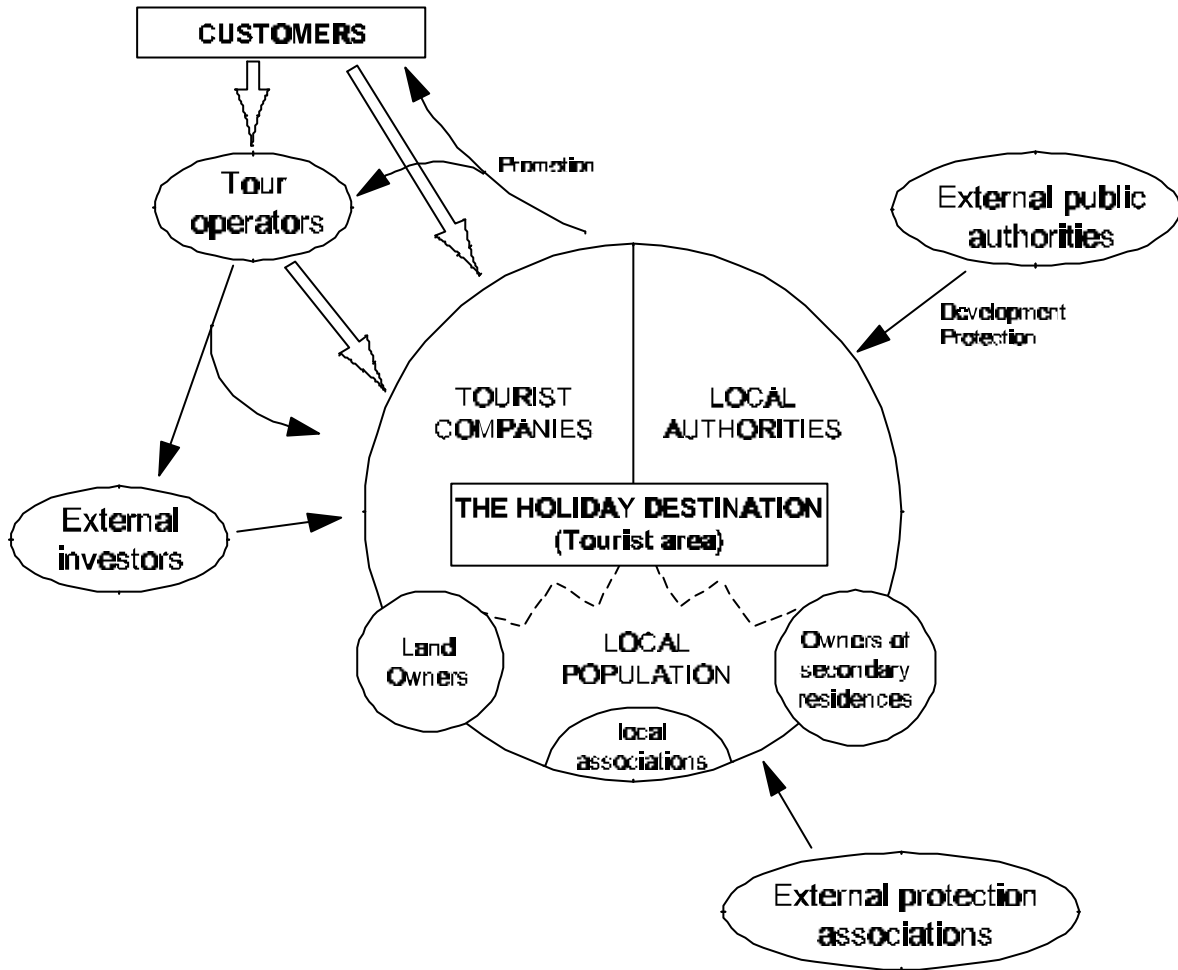 CUSTOMERS
Tour
operators
Promotion
External public
authorities
Development
Protection
TOURIST
COMPANIES
LOCAL
AUTHORITIES
THE HOLIDAY DESTINATION
(Tourist area)
External
investors
Land
Owners
LOCAL
POPULATION
Owners of
secondary
residences
local
associations
External protection
associations